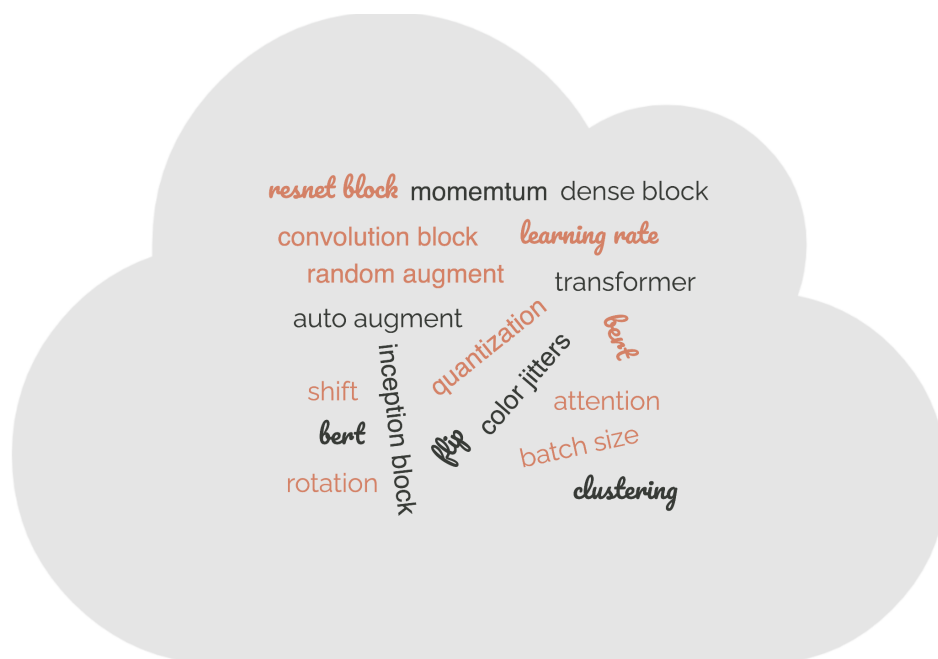 resnet block momemtum dense block
convolution block learning rate
random augment transformer
auto augment quantization bert
inception block color jitters
shift attention
bert flip batch size
rotation clustering